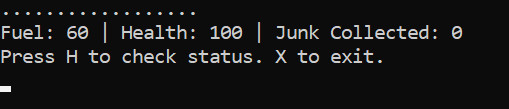 ..................
Fuel: 60 | Health: 100 | Junk Collected: 0
Press H to check status. X to exit.